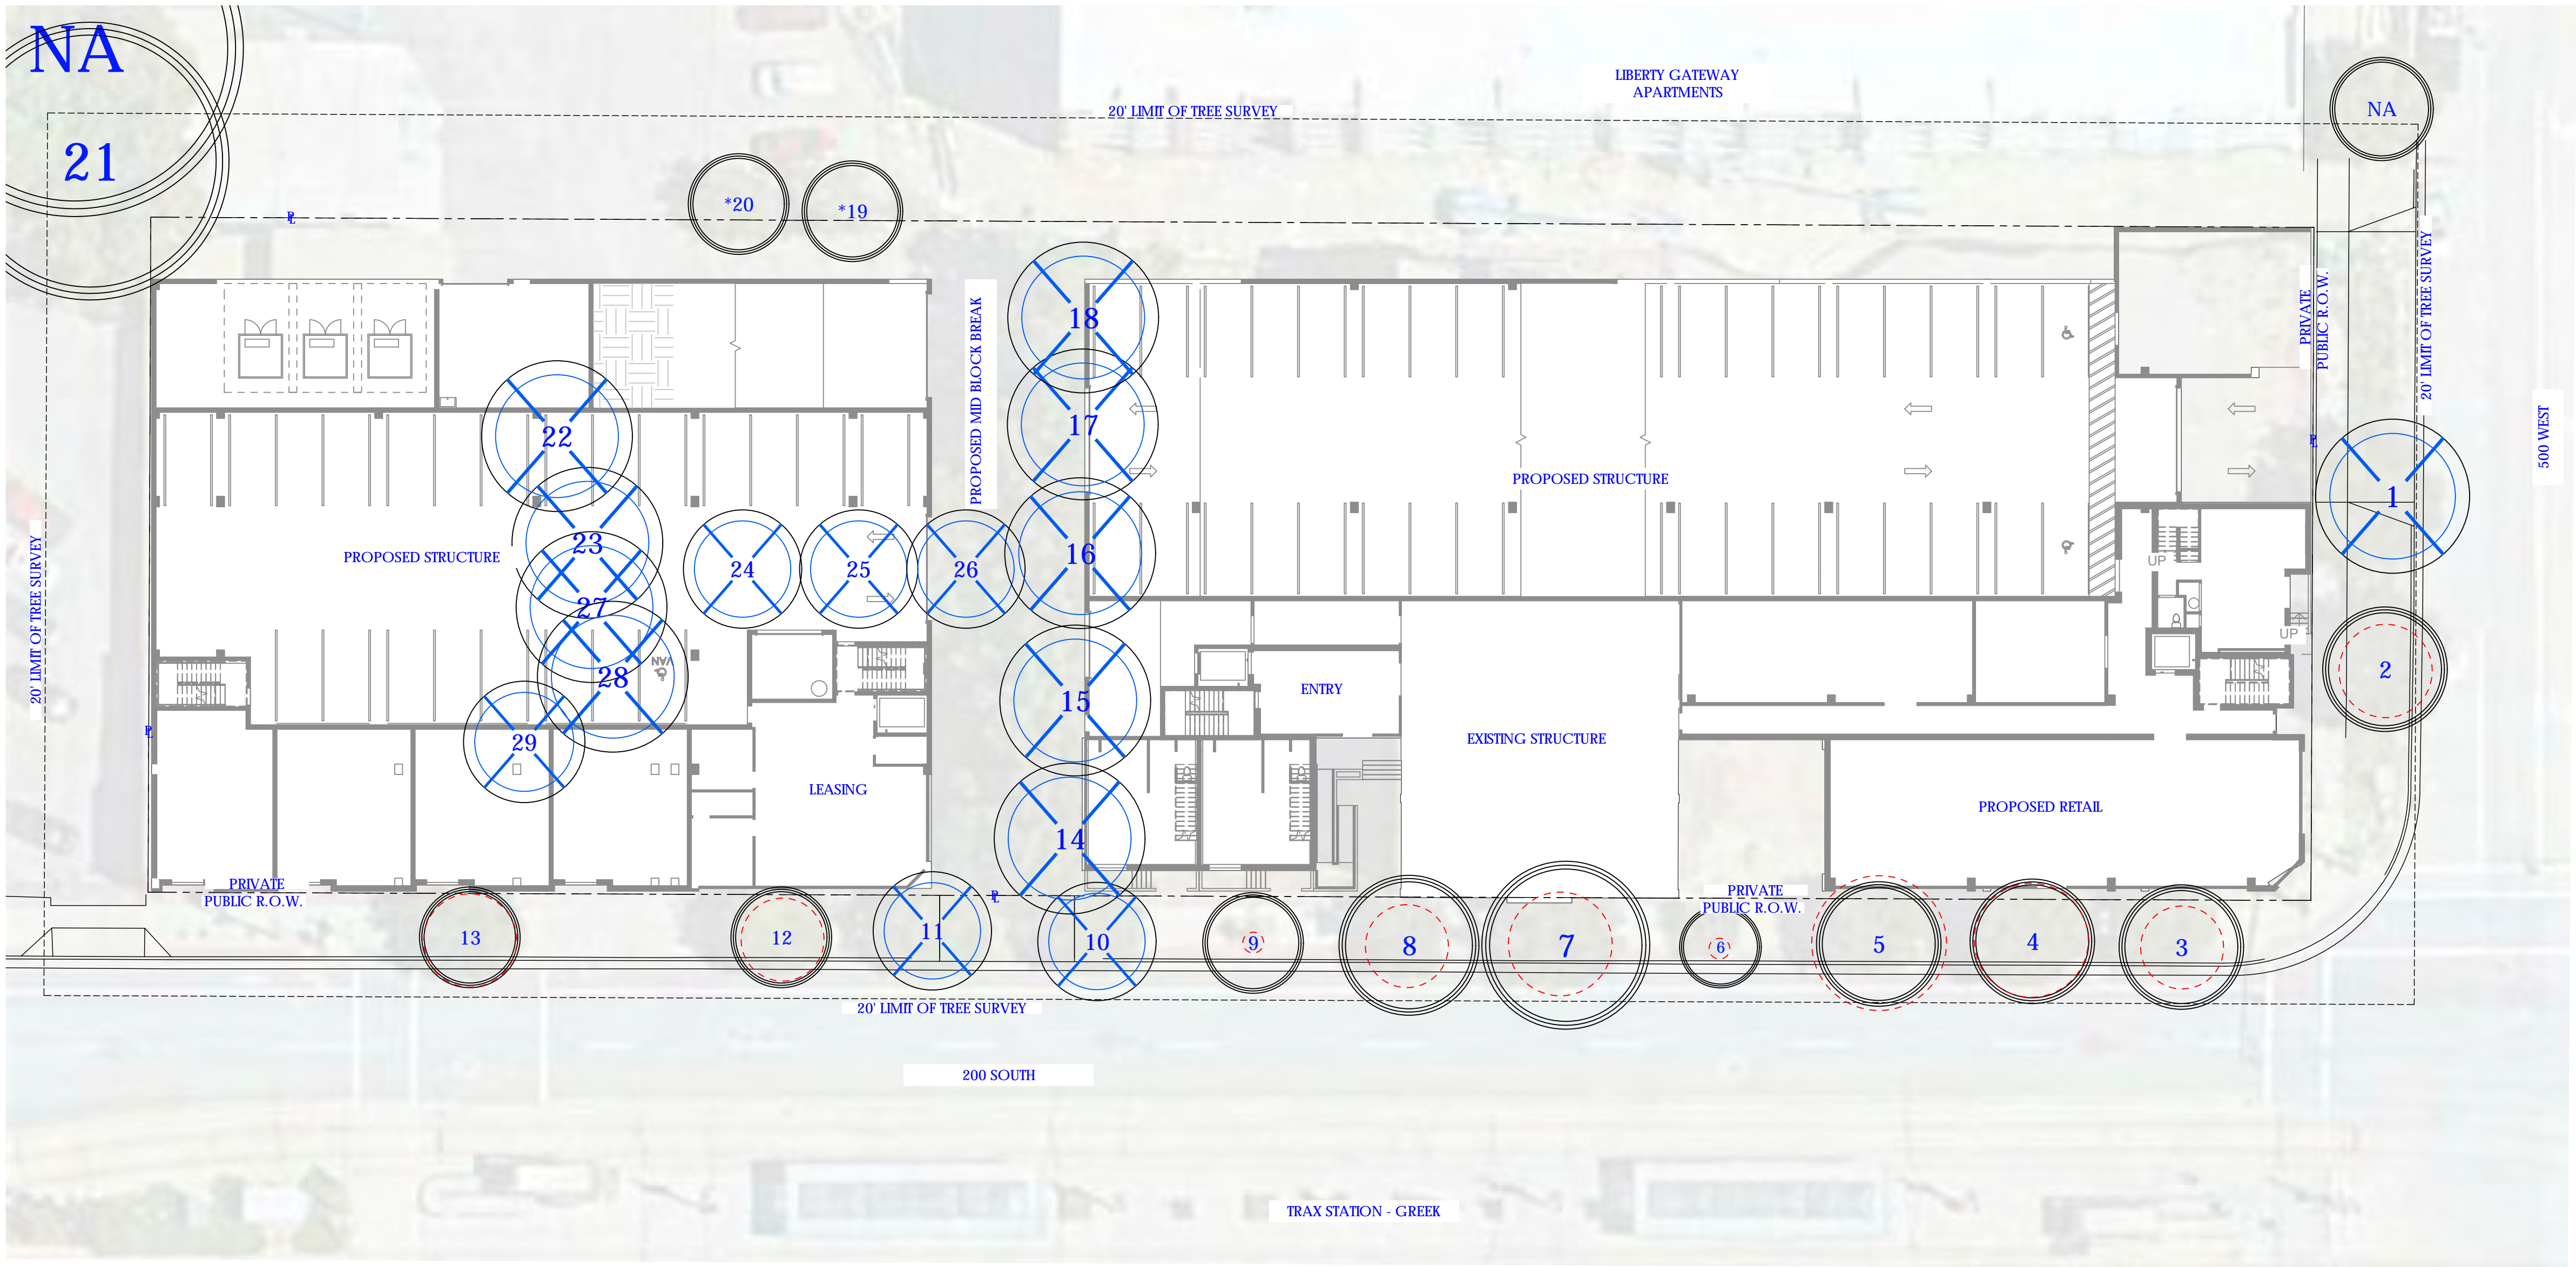 NA
LIBERTY GATEWAY
APARTMENTS
20' LIMIT OF TREE SURVEY
NA
21
*20
*19
PL
PRIVATE
PUBLIC R.O.W.
20' LIMIT OF TREE SURVEY
18
PROPOSED MID BLOCK BREAK
17
22
PL
500 WEST
PROPOSED STRUCTURE
1
23
PROPOSED STRUCTURE
16
24
25
26
UP
20' LIMIT OF TREE SURVEY
27
UP
VAN
28
2
ENTRY
15
PL
29
EXISTING STRUCTURE
LEASING
PROPOSED RETAIL
14
PRIVATE
PUBLIC R.O.W.
PL
PRIVATE
PUBLIC R.O.W.
13
12
11
10
9
8
7
6
5
4
3
20' LIMIT OF TREE SURVEY
200 SOUTH
TRAX STATION - GREEK